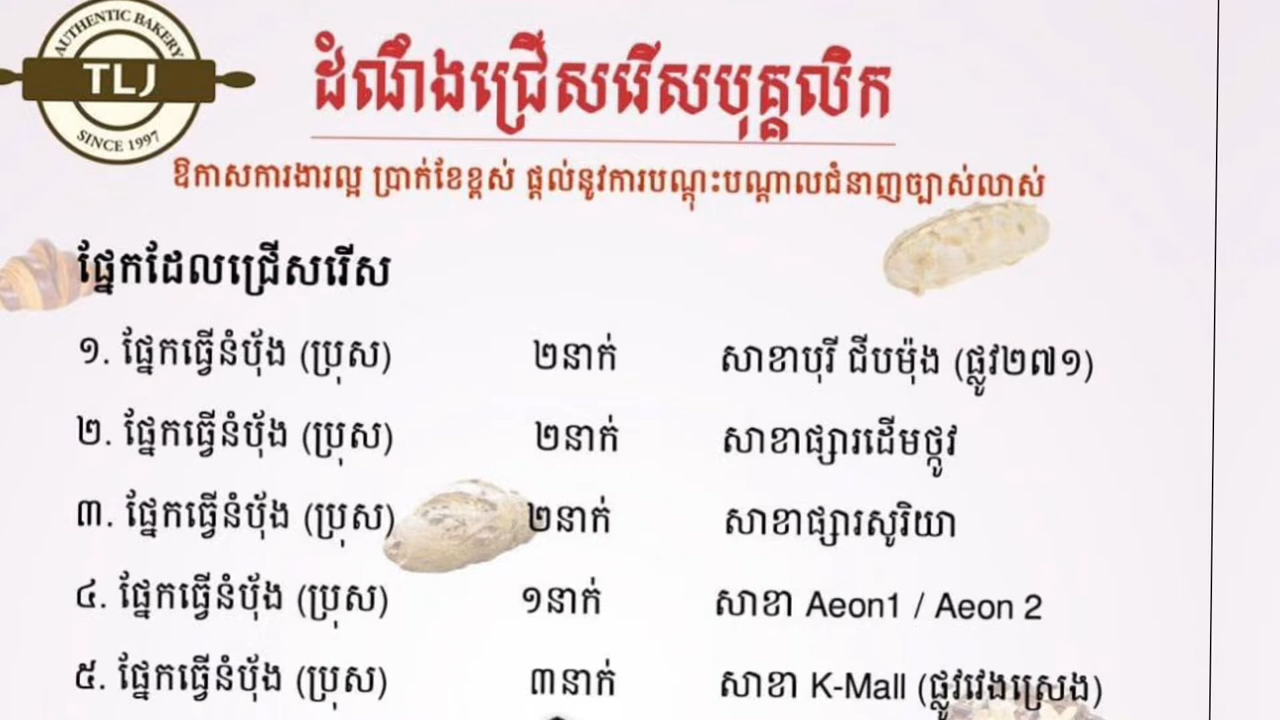 AUTHENTIC BAKERY
TLJ
SINCE 1997
ដំណឹងជ្រើសរើសបុគ្គលិក
ឱកាសការងារល្អ ប្រាក់ខែខ្ពស់ ផ្តល់នូវការបណ្តុះបណ្តាលជំនាញច្បាស់លាស់
ផ្នែកដែលជ្រើសរើស
១. ផ្នែកធ្វើនំប៉័ង (ប្រុស) ២នាក់ សាខាបុរី ជីបម៉ុង (ផ្លូវ២៧១)
២. ផ្នែកធ្វើនំប៉័ង (ប្រុស) ២នាក់ សាខាផ្សារដើមថ្កូវ
៣. ផ្នែកធ្វើនំប៉័ង (ប្រុស) ២នាក់ សាខាផ្សារសូរិយា
៤. ផ្នែកធ្វើនំប៉័ង (ប្រុស) ១នាក់ សាខា Aeon1 / Aeon 2
៥. ផ្នែកធ្វើនំប៉័ង (ប្រុស) ៣នាក់ សាខា K-Mall (ផ្លូវវេងស្រេង)